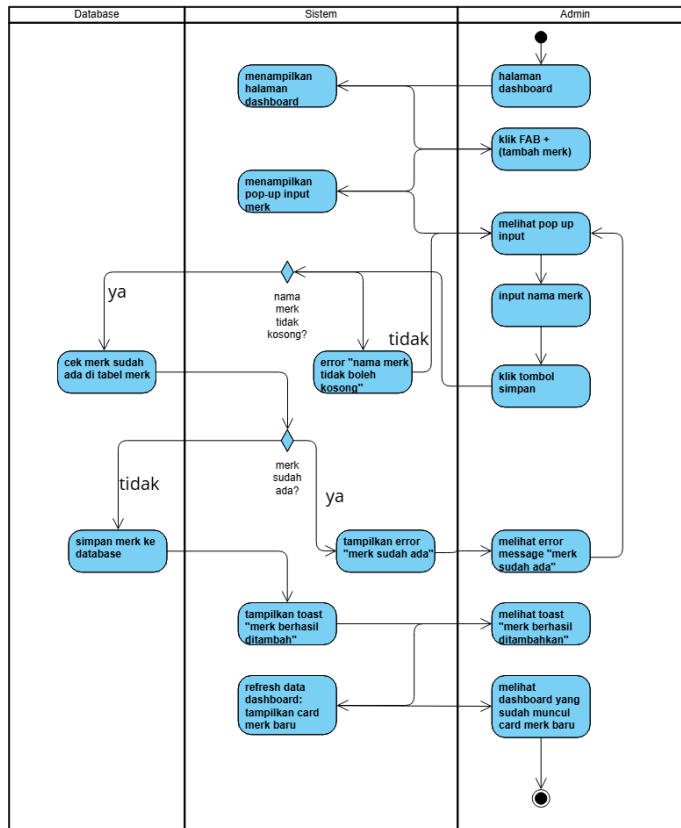 Database
Sistem
Admin
menampilkan
halaman
dashboard
halaman
dashboard
klik FAB +
(tambah merk)
menampilkan
pop-up input
merk
melihat pop up
input
ya
nama
merk
tidak
kosong?
input nama merk
tidak
cek merk sudah
ada di tabel merk
error "nama merk
tidak boleh
kosong"
klik tombol
simpan
merk
sudah
ada?
tidak
ya
simpan merk ke
database
tampilkan error
"merk sudah ada"
melihat error
message "merk
sudah ada"
tampilkan toast
"merk berhasil
ditambah"
melihat toast
"merk berhasil
ditambahkan"
refresh data
dashboard:
tampilkan card
merk baru
melihat
dashboard yang
sudah muncul
card merk baru